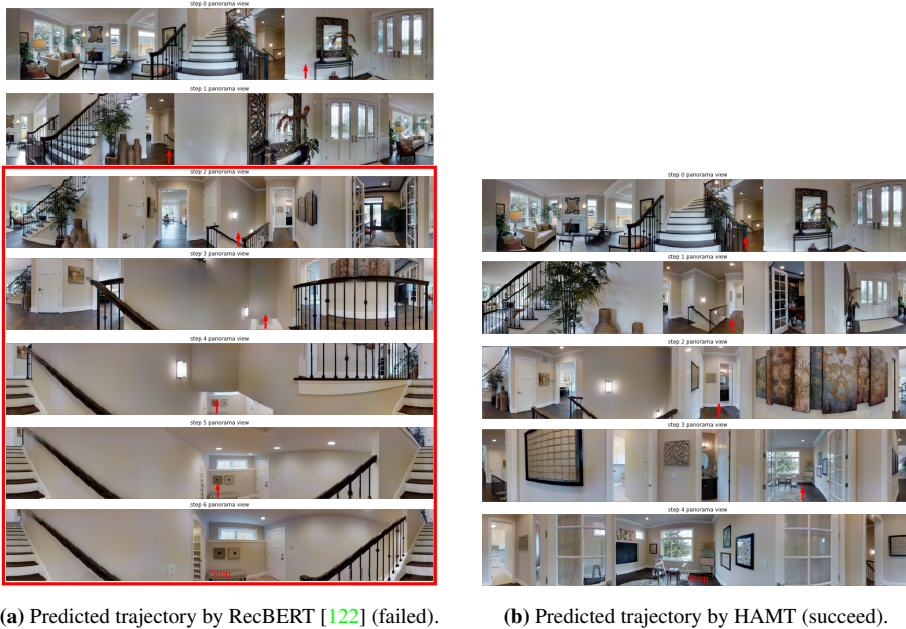 step 0 panorama view
step 1 panorama view
step 2 panorama view
step 3 panorama view
step 4 panorama view
step 5 panorama view
step 6 panorama view
Stop
(a) Predicted trajectory by RecBERT [122] (failed).
step 0 panorama view
step 1 panorama view
step 2 panorama view
step 3 panorama view
step 4 panorama view
Stop
(b) Predicted trajectory by HAMT (succeed).